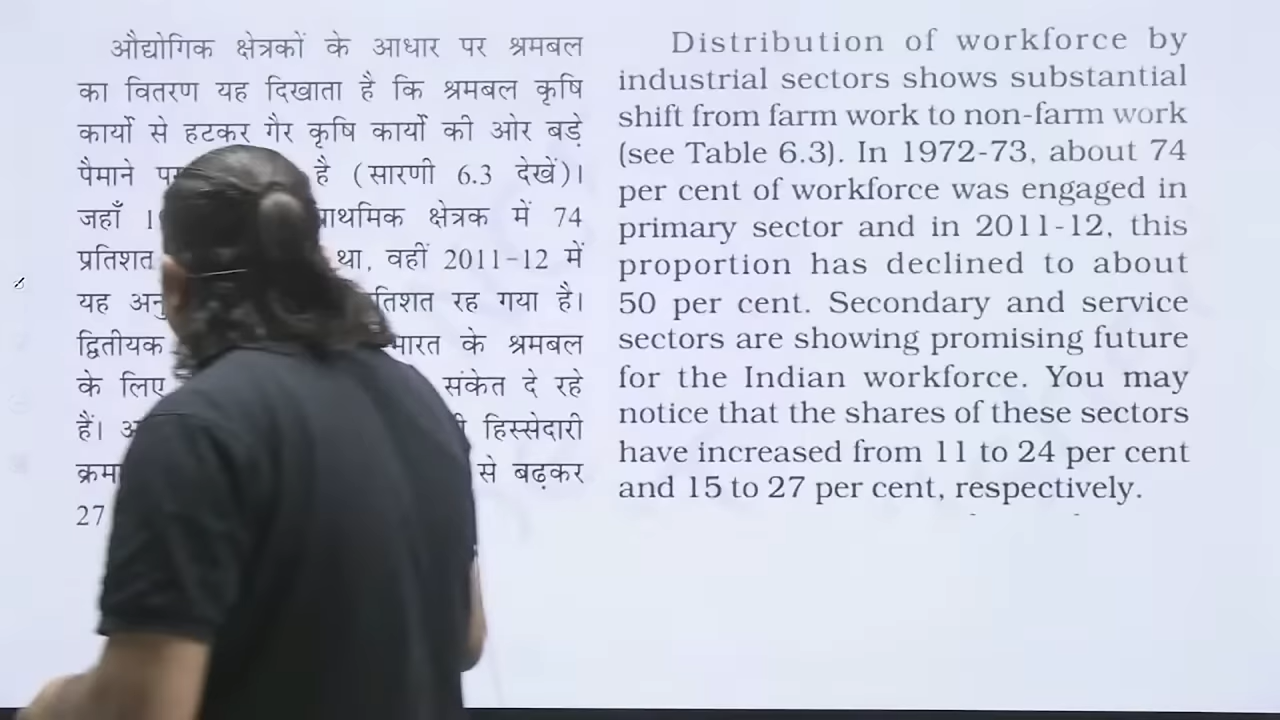 औद्योगिक क्षेत्रकों के आधार पर श्रमबल
का वितरण यह दिखाता है कि श्रमबल कृषि
कार्यों से हटकर गैर कृषि कार्यों की ओर बड़े
पैमाने है (सारणी 6.3 देखें)।
जहाँ क्षेत्रक में 74
प्रतिशत था, वहीं 2011-12 में
यह रह गया है।
द्वितीयक के श्रमबल
के लिए संकेत दे रहे
हैं। हिस्सेदारी
से बढ़कर
27
Distribution of workforce by
industrial sectors shows substantial
shift from farm work to non-farm work
(see Table 6.3). In 1972-73, about 74
per cent of workforce was engaged in
primary sector and in 2011-12, this
proportion has declined to about
50 per cent. Secondary and service
sectors are showing promising future
for the Indian workforce. You may
notice that the shares of these sectors
have increased from 11 to 24 per cent
and 15 to 27 per cent, respectively.